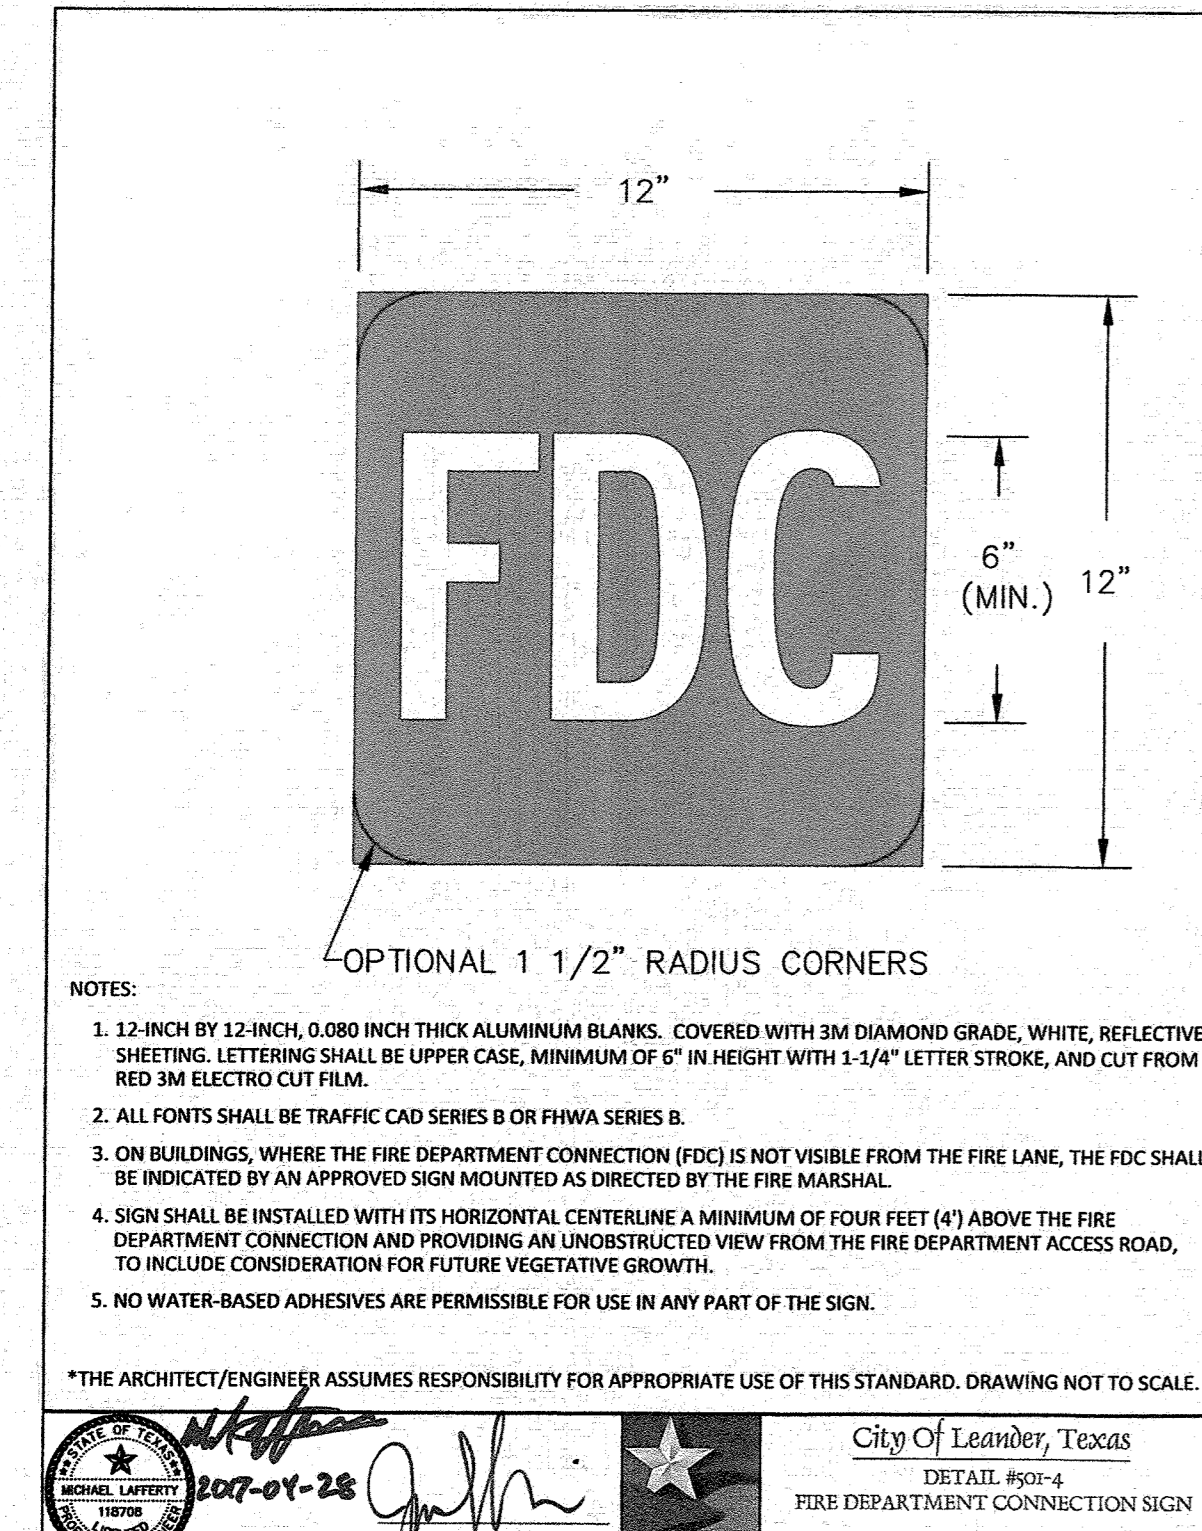 12”
FDC
6”
(MIN.)
12”
OPTIONAL 1 1/2” RADIUS CORNERS
NOTES:
1. 12-INCH BY 12-INCH, 0.080 INCH THICK ALUMINUM BLANKS. COVERED WITH 3M DIAMOND GRADE, WHITE, REFLECTIVE
SHEETING. LETTERING SHALL BE UPPER CASE, MINIMUM OF 6" IN HEIGHT WITH 1-1/4" LETTER STROKE, AND CUT FROM
RED 3M ELECTRO CUT FILM.
2. ALL FONTS SHALL BE TRAFFIC CAD SERIES B OR FHWA SERIES B.
3. ON BUILDINGS, WHERE THE FIRE DEPARTMENT CONNECTION (FDC) IS NOT VISIBLE FROM THE FIRE LANE, THE FDC SHALL
BE INDICATED BY AN APPROVED SIGN MOUNTED AS DIRECTED BY THE FIRE MARSHAL.
4. SIGN SHALL BE INSTALLED WITH ITS HORIZONTAL CENTERLINE A MINIMUM OF FOUR FEET (4') ABOVE THE FIRE
DEPARTMENT CONNECTION AND PROVIDING AN UNOBSTRUCTED VIEW FROM THE FIRE DEPARTMENT ACCESS ROAD,
TO INCLUDE CONSIDERATION FOR FUTURE VEGETATIVE GROWTH.
5. NO WATER-BASED ADHESIVES ARE PERMISSIBLE FOR USE IN ANY PART OF THE SIGN.
*THE ARCHITECT/ENGINEER ASSUMES RESPONSIBILITY FOR APPROPRIATE USE OF THIS STANDARD. DRAWING NOT TO SCALE.
STATE OF TEXAS
MICHAEL LAFFERTY
118706
2017-04-28
City Of Leander, Texas
DETAIL #501-4
FIRE DEPARTMENT CONNECTION SIGN